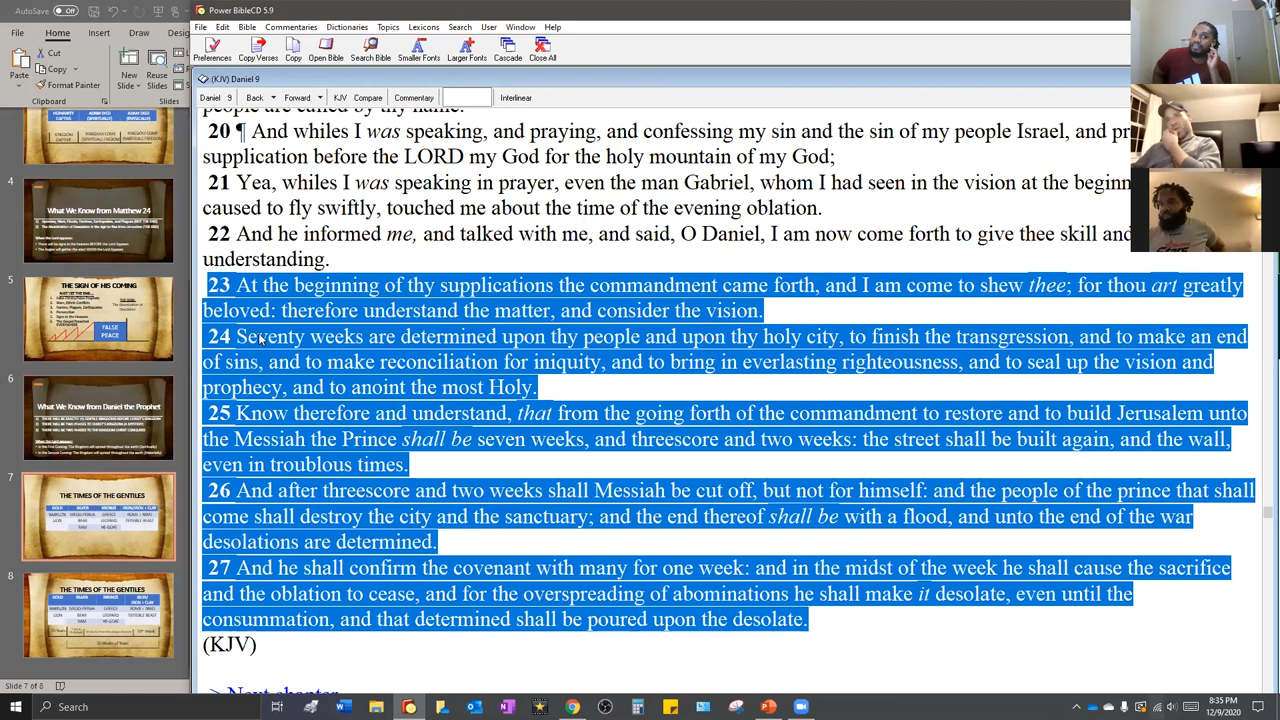 AutoSave Off
File Home Insert Draw Desig
Cut
Copy
Format Painter
Paste
New
Slide
Reuse
Slides
Clipboard
Slides
4
What We Know from Matthew 24
5
THE SIGN OF HIS COMING
FALSE
PEACE
6
What We Know from Daniel the Prophet
7
THE TIMES OF THE GENTILES
8
THE TIMES OF THE GENTILES
Slide 7 of 8
Power BibleCD 5.9
File Edit Bible Commentaries Dictionaries Topics Lexicons Search User Window Help
Preferences Copy Verses Copy Open Bible Search Bible Smaller Fonts Larger Fonts Cascade Close All
(KJV) Daniel 9
Daniel 9 Back Forward KJV Compare Commentary Interlinear
people are called by thy name.
20 ¶ And whiles I was speaking, and praying, and confessing my sin and the sin of my people Israel, and pr
supplication before the LORD my God for the holy mountain of my God;
21 Yea, whiles I was speaking in prayer, even the man Gabriel, whom I had seen in the vision at the beginn
caused to fly swiftly, touched me about the time of the evening oblation.
22 And he informed me, and talked with me, and said, O Daniel, I am now come forth to give thee skill and
understanding.
23 At the beginning of thy supplications the commandment came forth, and I am come to shew thee; for thou art greatly
beloved: therefore understand the matter, and consider the vision.
24 Seventy weeks are determined upon thy people and upon thy holy city, to finish the transgression, and to make an end
of sins, and to make reconciliation for iniquity, and to bring in everlasting righteousness, and to seal up the vision and
prophecy, and to anoint the most Holy.
25 Know therefore and understand, that from the going forth of the commandment to restore and to build Jerusalem unto
the Messiah the Prince shall be seven weeks, and threescore and two weeks: the street shall be built again, and the wall,
even in troublous times.
26 And after threescore and two weeks shall Messiah be cut off, but not for himself: and the people of the prince that shall
come shall destroy the city and the sanctuary; and the end thereof shall be with a flood, and unto the end of the war
desolations are determined.
27 And he shall confirm the covenant with many for one week: and in the midst of the week he shall cause the sacrifice
and the oblation to cease, and for the overspreading of abominations he shall make it desolate, even until the
consummation, and that determined shall be poured upon the desolate.
(KJV)
> Next chapter
Search
8:35 PM
12/9/2020